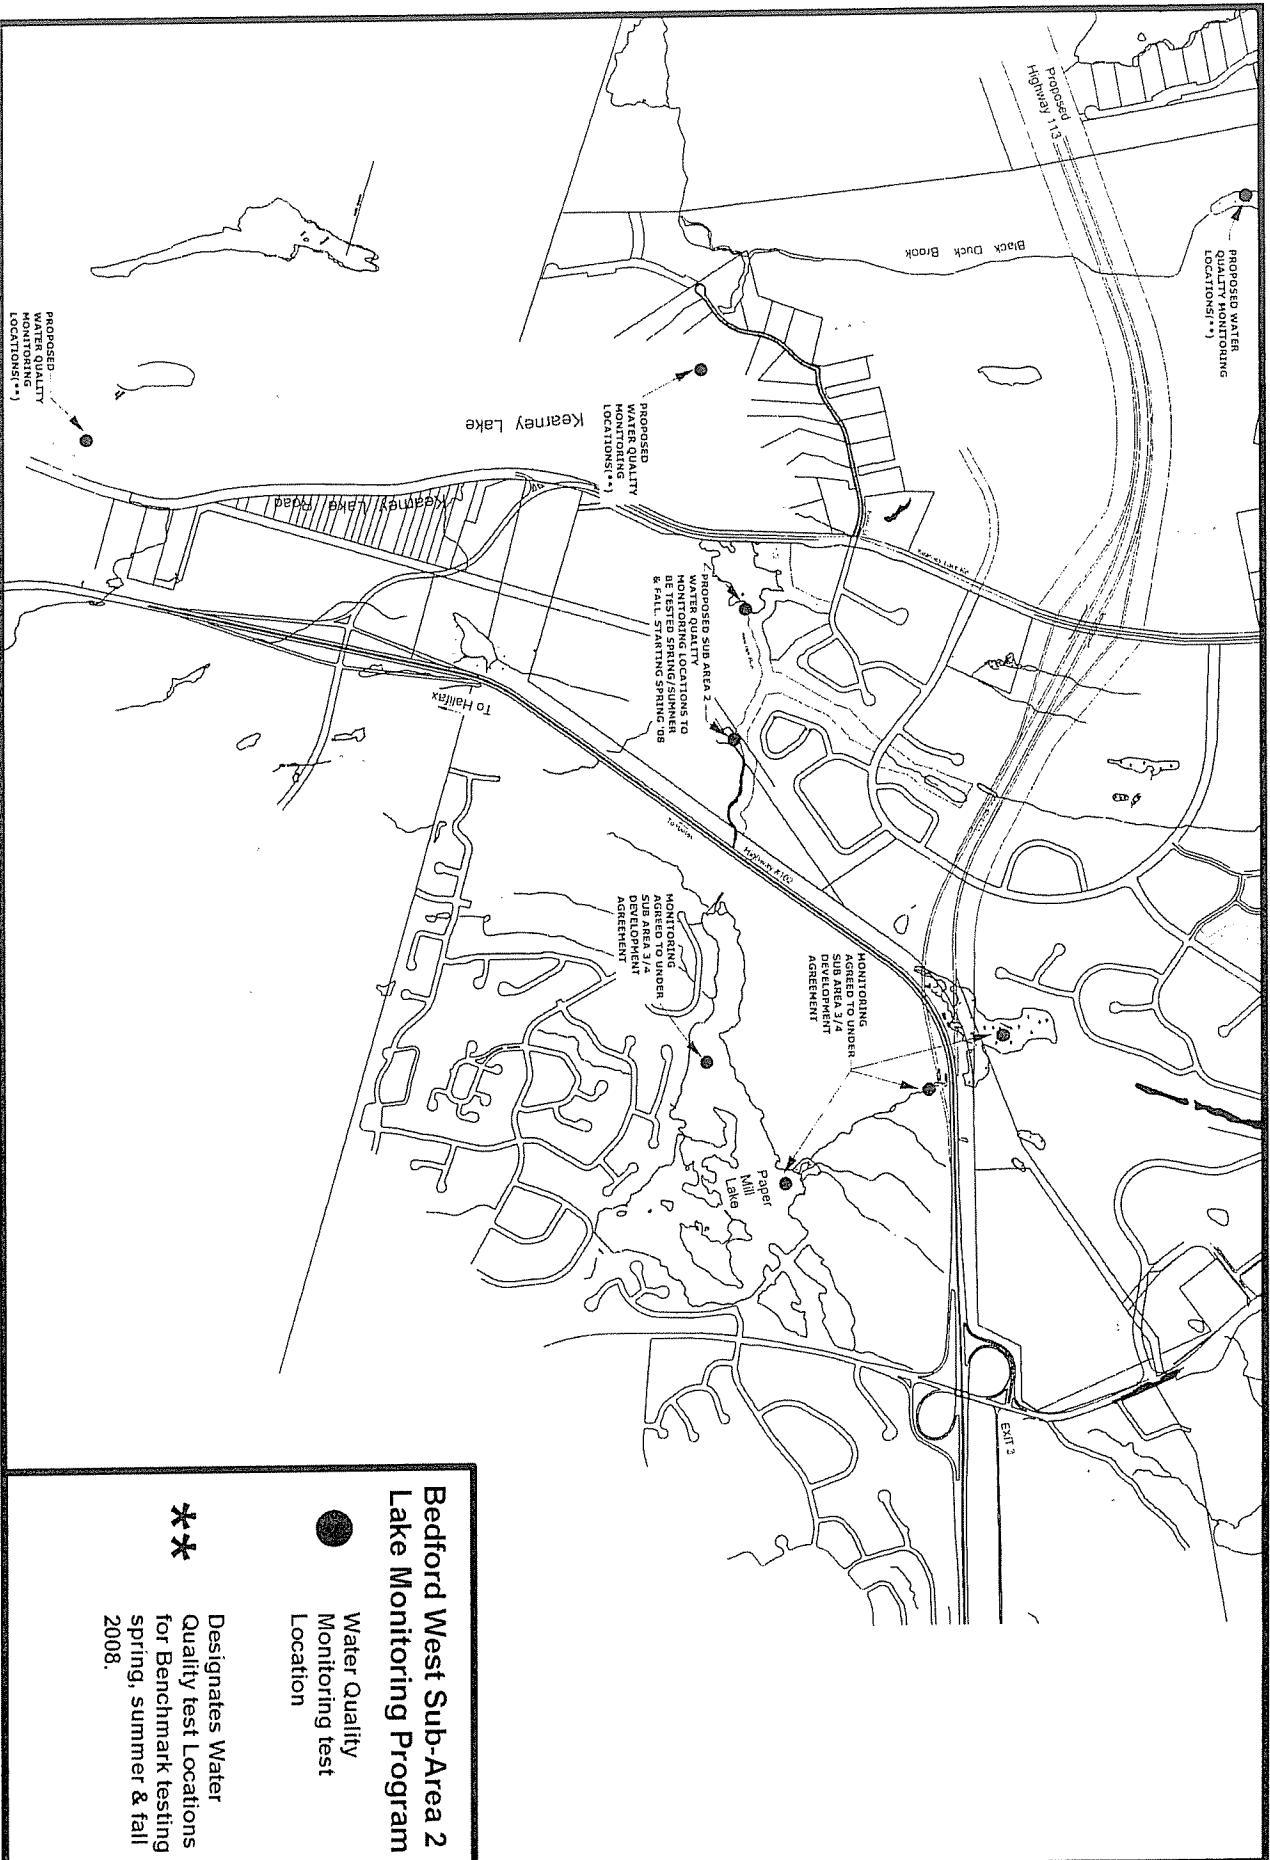 Proposed
Highway 113
PROPOSED WATER
QUALITY MONITORING
LOCATIONS(**)
Black Duck Brook
PROPOSED
WATER QUALITY
MONITORING
LOCATIONS(**)
Kearney Lake
PROPOSED
WATER QUALITY
MONITORING
LOCATIONS(**)
Kearney Lake Road
Kearney Lake Rd
PROPOSED SUB AREA 2
WATER QUALITY
MONITORING LOCATIONS TO
BE TESTED SPRING/SUMMER
& FALL. STARTING SPRING '08
To Halifax
Highway #102
MONITORING
AGREED TO UNDER
SUB AREA 3/4
DEVELOPMENT
AGREEMENT
MONITORING
AGREED TO UNDER
SUB AREA 3/4
DEVELOPMENT
AGREEMENT
Paper
Mill
Lake
EXIT 3
Bedford West Sub-Area 2
Lake Monitoring Program
Water Quality
Monitoring test
Location
**
Designates Water
Quality test Locations
for Benchmark testing
spring, summer & fall
2008.